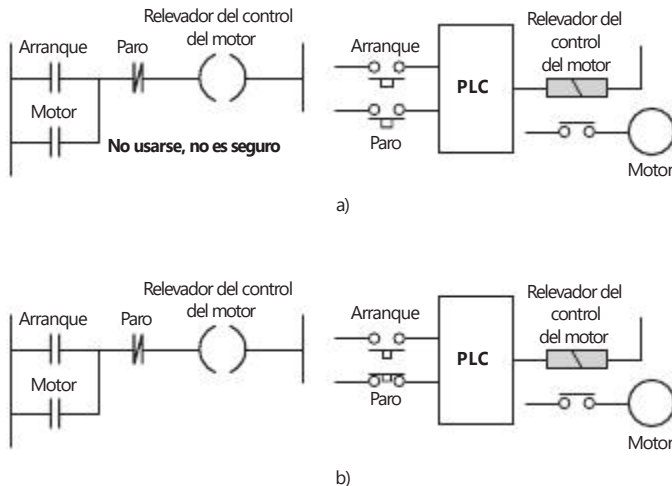 Relevador del control
del motor
Arranque
Paro
Motor
No usarse, no es seguro
Arranque
Paro
PLC
Relevador del
control
del motor
Motor
a)
Relevador del control
del motor
Arranque
Paro
Motor
Arranque
Paro
PLC
Relevador del
control
del motor
Motor
b)